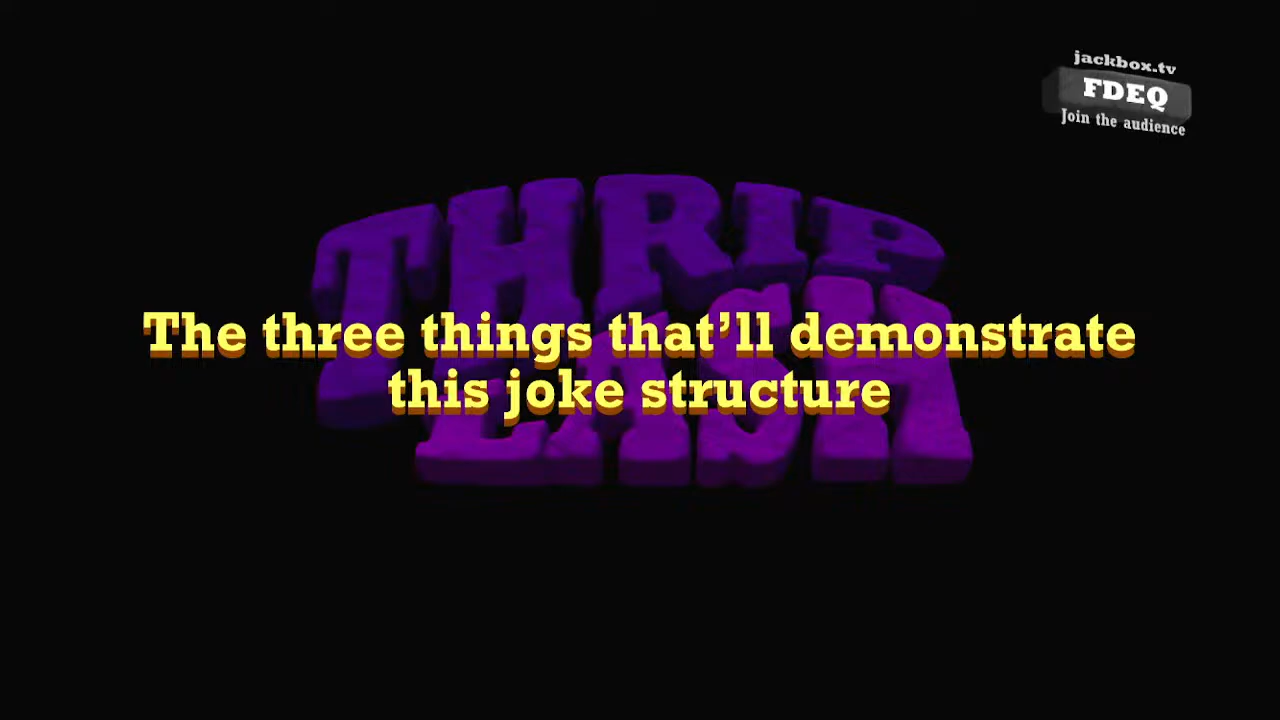 jackbox.tv
FDEQ
Join the audience
THRIP
LASH
The three things that’ll demonstrate
this joke structure